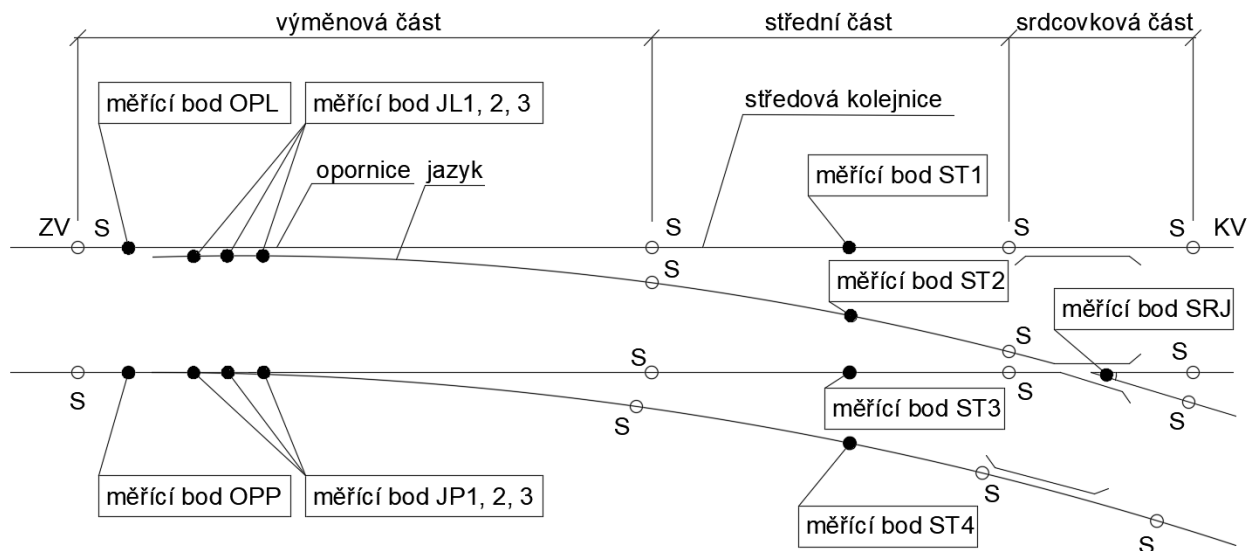 výměnová část
střední část
srdcovková část
měřící bod OPL
měřící bod JL1, 2, 3
středová kolejnice
opornice
jazyk
měřící bod ST1
ZV
S
S
S
S
KV
S
měřící bod ST2
měřící bod SRJ
S
S
S
S
S
S
S
měřící bod ST3
měřící bod OPP
měřící bod JP1, 2, 3
měřící bod ST4
S
S